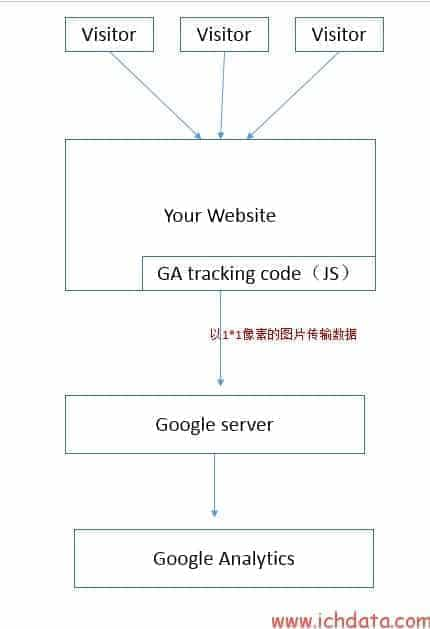 Visitor Visitor Visitor
Your Website
GA tracking code（JS）
以1*1像素的图片传输数据
Google server
Google Analytics
www.ichdata.com